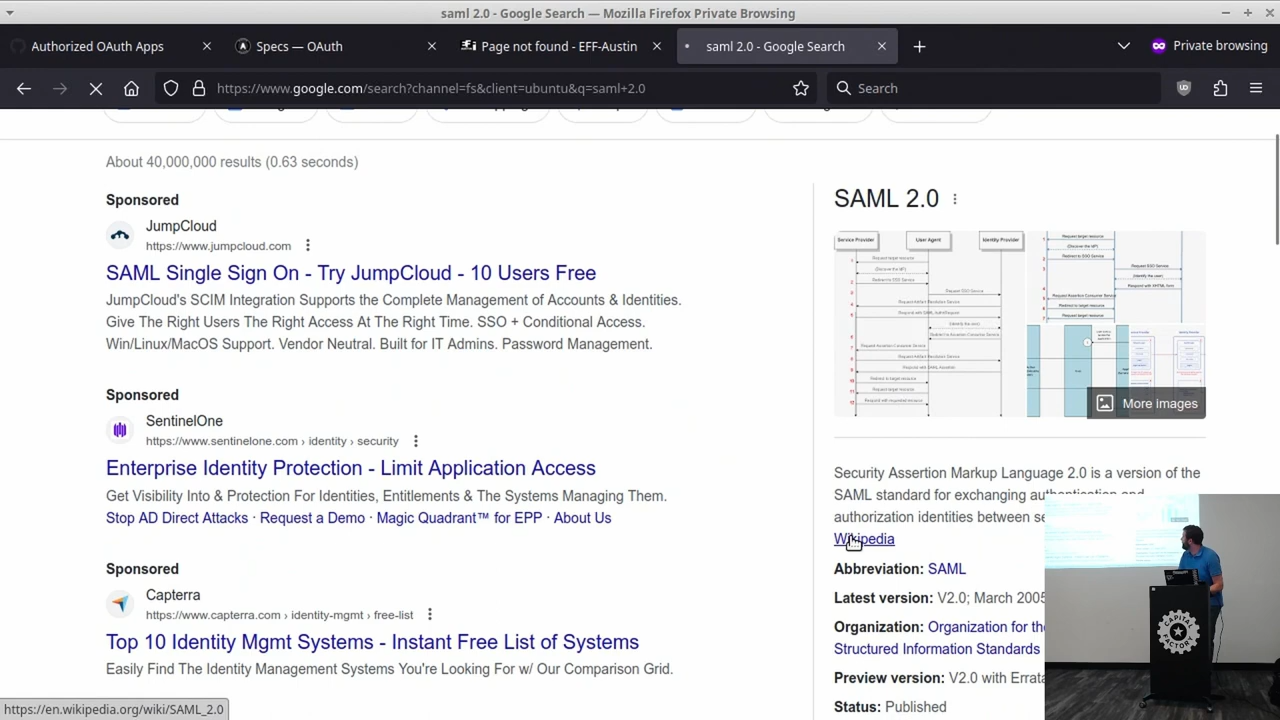 saml 2.0 - Google Search — Mozilla Firefox Private Browsing
Authorized OAuth Apps
Specs — OAuth
Page not found - EFF-Austin
saml 2.0 - Google Search
Private browsing
https://www.google.com/search?channel=fs&client=ubuntu&q=saml+2.0
Search
About 40,000,000 results (0.63 seconds)
Sponsored
JumpCloud
https://www.jumpcloud.com
SAML Single Sign On - Try JumpCloud - 10 Users Free
JumpCloud's SCIM Integration Supports the Complete Management of Accounts & Identities.
Give The Right Users The Right Access At The Right Time. SSO + Conditional Access.
Win/Linux/MacOS Support. Vendor Neutral. Built for IT Admins. Password Management.
Sponsored
SentinelOne
https://www.sentinelone.com › identity › security
Enterprise Identity Protection - Limit Application Access
Get Visibility Into & Protection For Identities, Entitlements & The Systems Managing Them.
Stop AD Direct Attacks · Request a Demo · Magic Quadrant™ for EPP · About Us
Sponsored
Capterra
https://www.capterra.com › identity-mgmt › free-list
Top 10 Identity Mgmt Systems - Instant Free List of Systems
Easily Find The Identity Management Systems You're Looking For w/ Our Comparison Grid.
https://en.wikipedia.org/wiki/SAML_2.0
SAML 2.0
Service Provider
User Agent
Identity Provider
More images
Security Assertion Markup Language 2.0 is a version of the
SAML standard for exchanging authentication and
authorization identities between
Wikipedia
Abbreviation: SAML
Latest version: V2.0; March 2005
Organization: Organization for the
Structured Information Standards
Preview version: V2.0 with Errata
Status: Published
CAPITAL
FACTORY